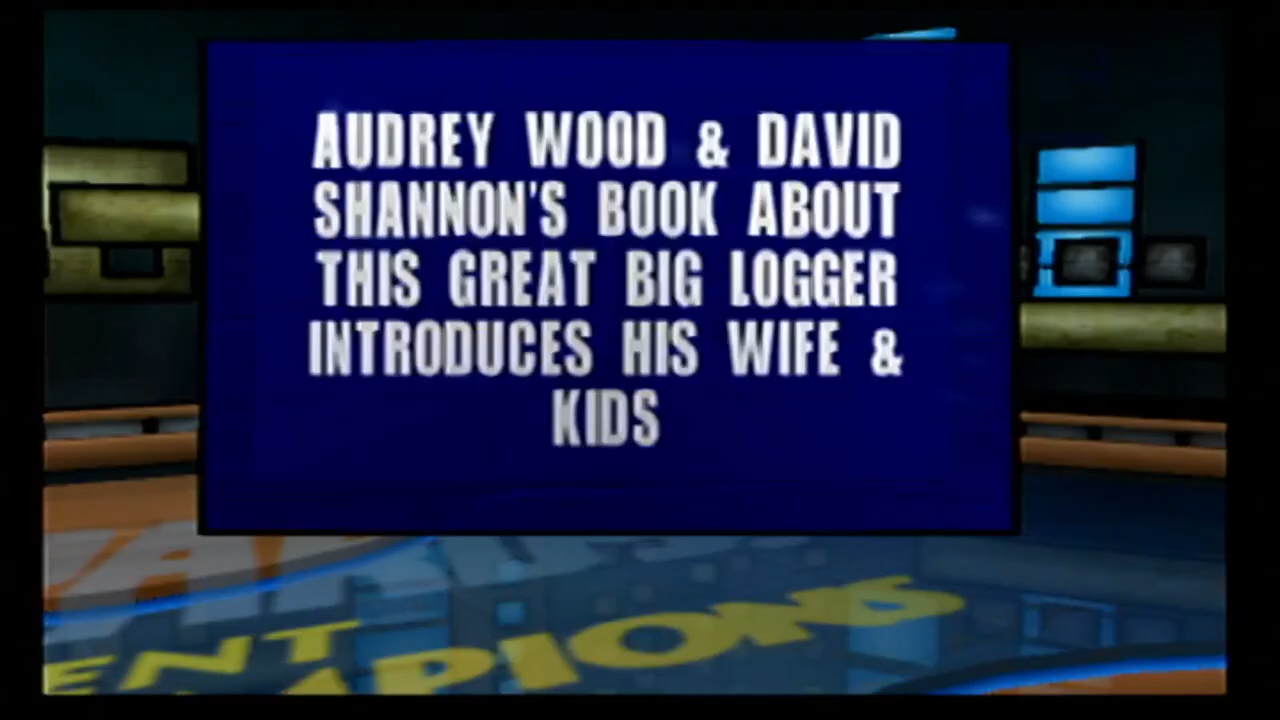 AUDREY WOOD & DAVID
SHANNON'S BOOK ABOUT
THIS GREAT BIG LOGGER
INTRODUCES HIS WIFE &
KIDS